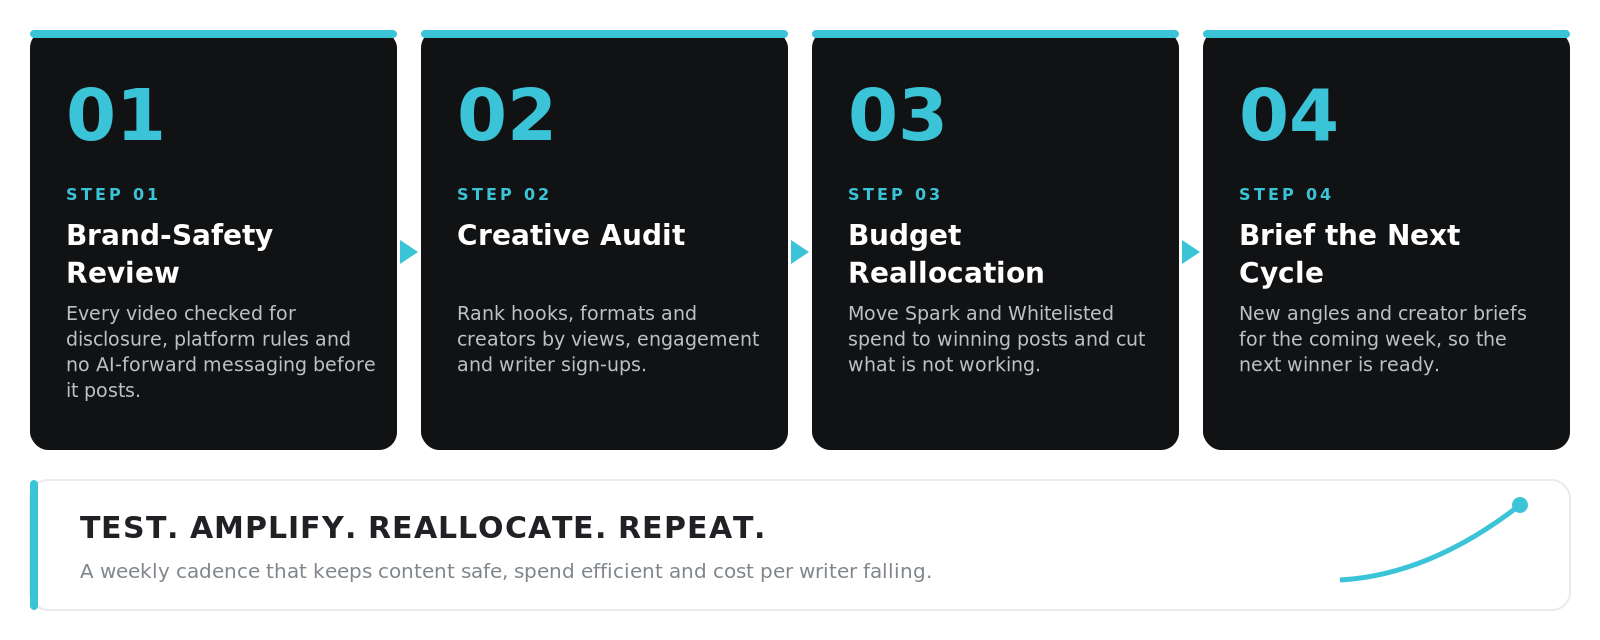 01
STEP 01
Brand-Safety
Review
Every video checked for
disclosure, platform rules and
no AI-forward messaging before
it posts.
02
STEP 02
Creative Audit
Rank hooks, formats and
creators by views, engagement
and writer sign-ups.
03
STEP 03
Budget
Reallocation
Move Spark and Whitelisted
spend to winning posts and cut
what is not working.
04
STEP 04
Brief the Next
Cycle
New angles and creator briefs
for the coming week, so the
next winner is ready.
TEST. AMPLIFY. REALLOCATE. REPEAT.
A weekly cadence that keeps content safe, spend efficient and cost per writer falling.